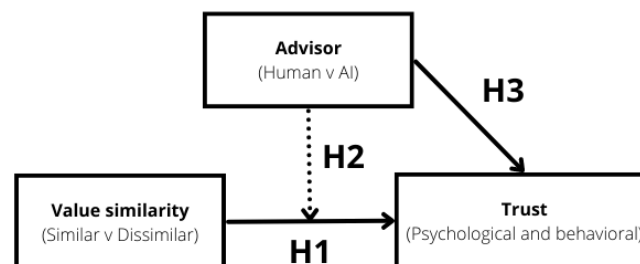 Advisor
(Human v AI)
H3
H2
Value similarity
(Similar v Dissimilar)
H1
Trust
(Psychological and behavioral)